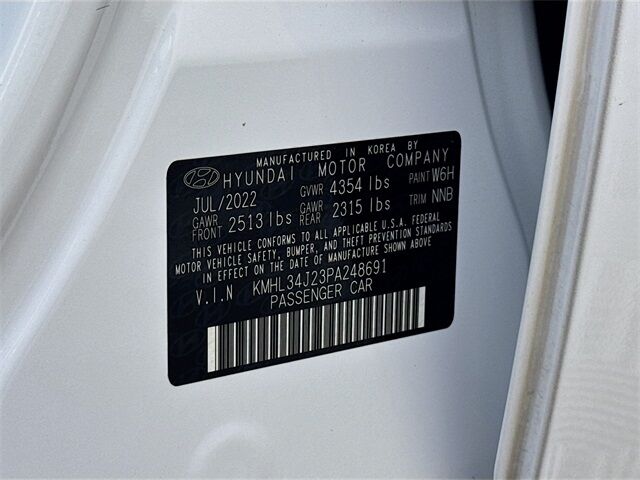 MANUFACTURED IN KOREA BY
HYUNDAI MOTOR COMPANY
JUL/2022 GVWR 4354 lbs PAINT W6H
GAWR FRONT 2513 lbs GAWR REAR 2315 lbs TRIM NNB
THIS VEHICLE CONFORMS TO ALL APPLICABLE U.S.A. FEDERAL
MOTOR VEHICLE SAFETY, BUMPER, AND THEFT PREVENTION STANDARDS
IN EFFECT ON THE DATE OF MANUFACTURE SHOWN ABOVE.
V.I.N KMHL34J23PA248691
PASSENGER CAR